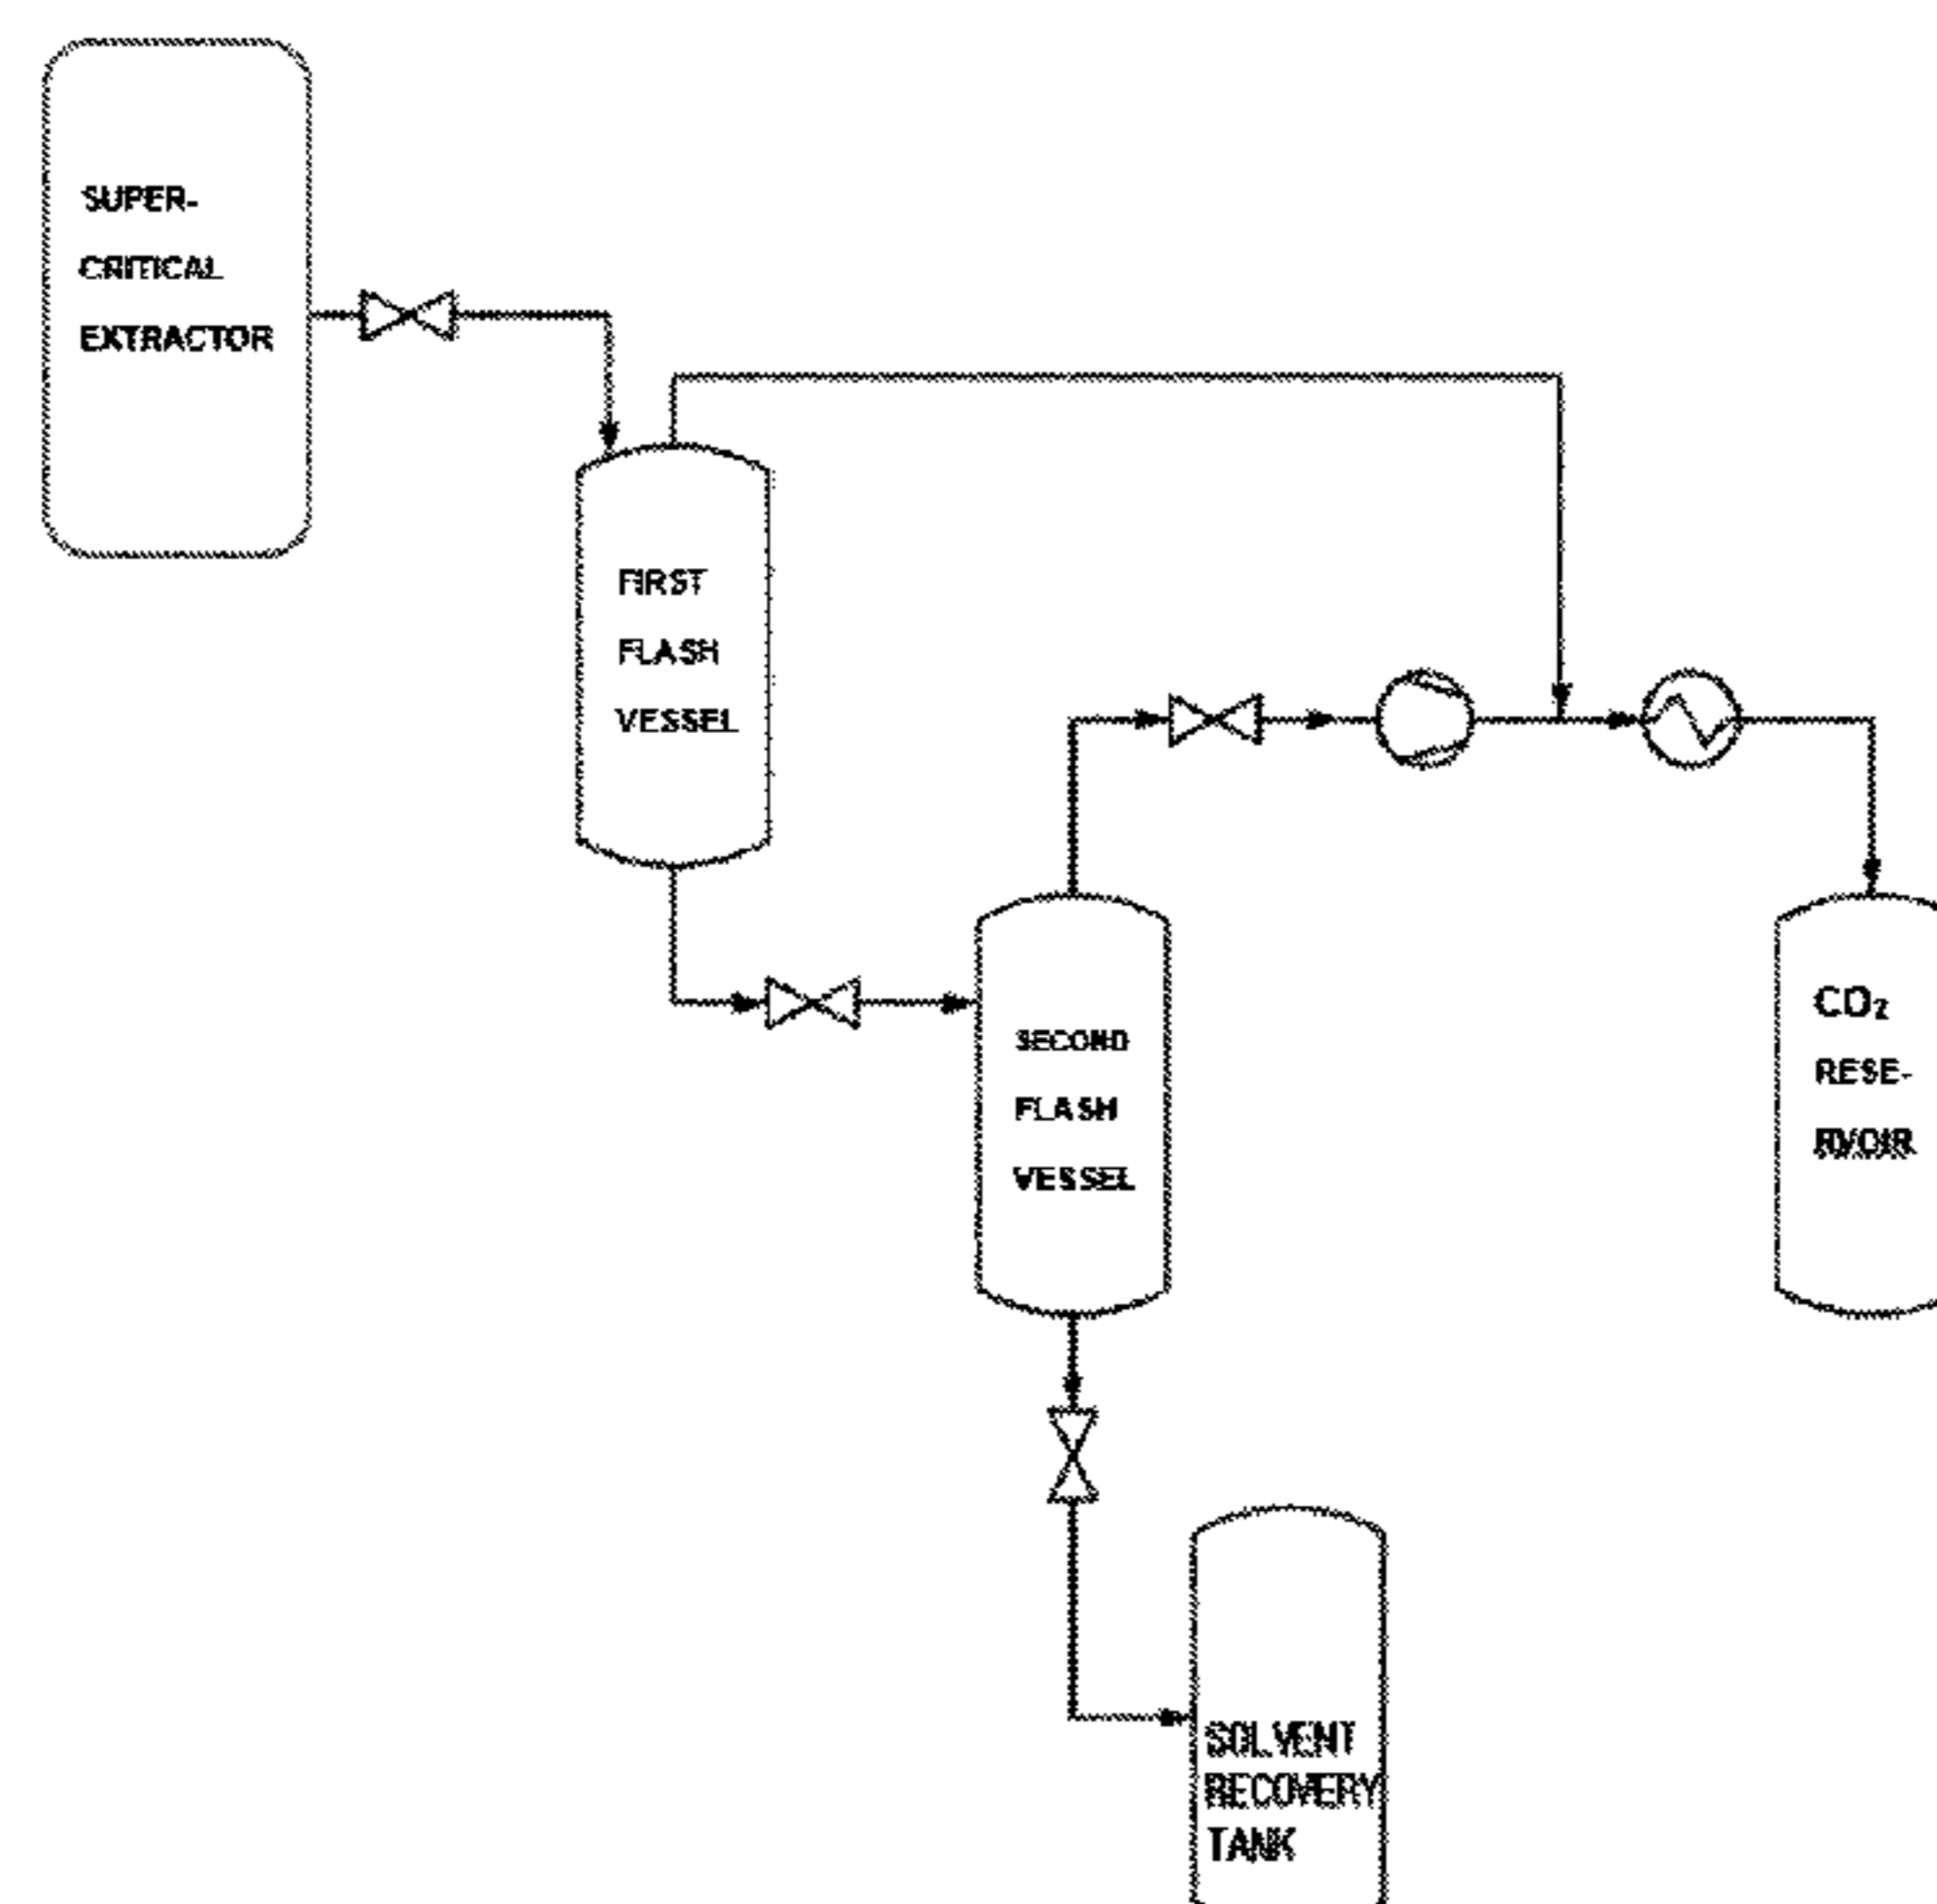 SUPER-
CRITICAL
EXTRACTOR
FIRST
FLASH
VESSEL
SECOND
FLASH
VESSEL
CO₂
RESE-
RVOIR
SOLVENT
RECOVERY
TANK